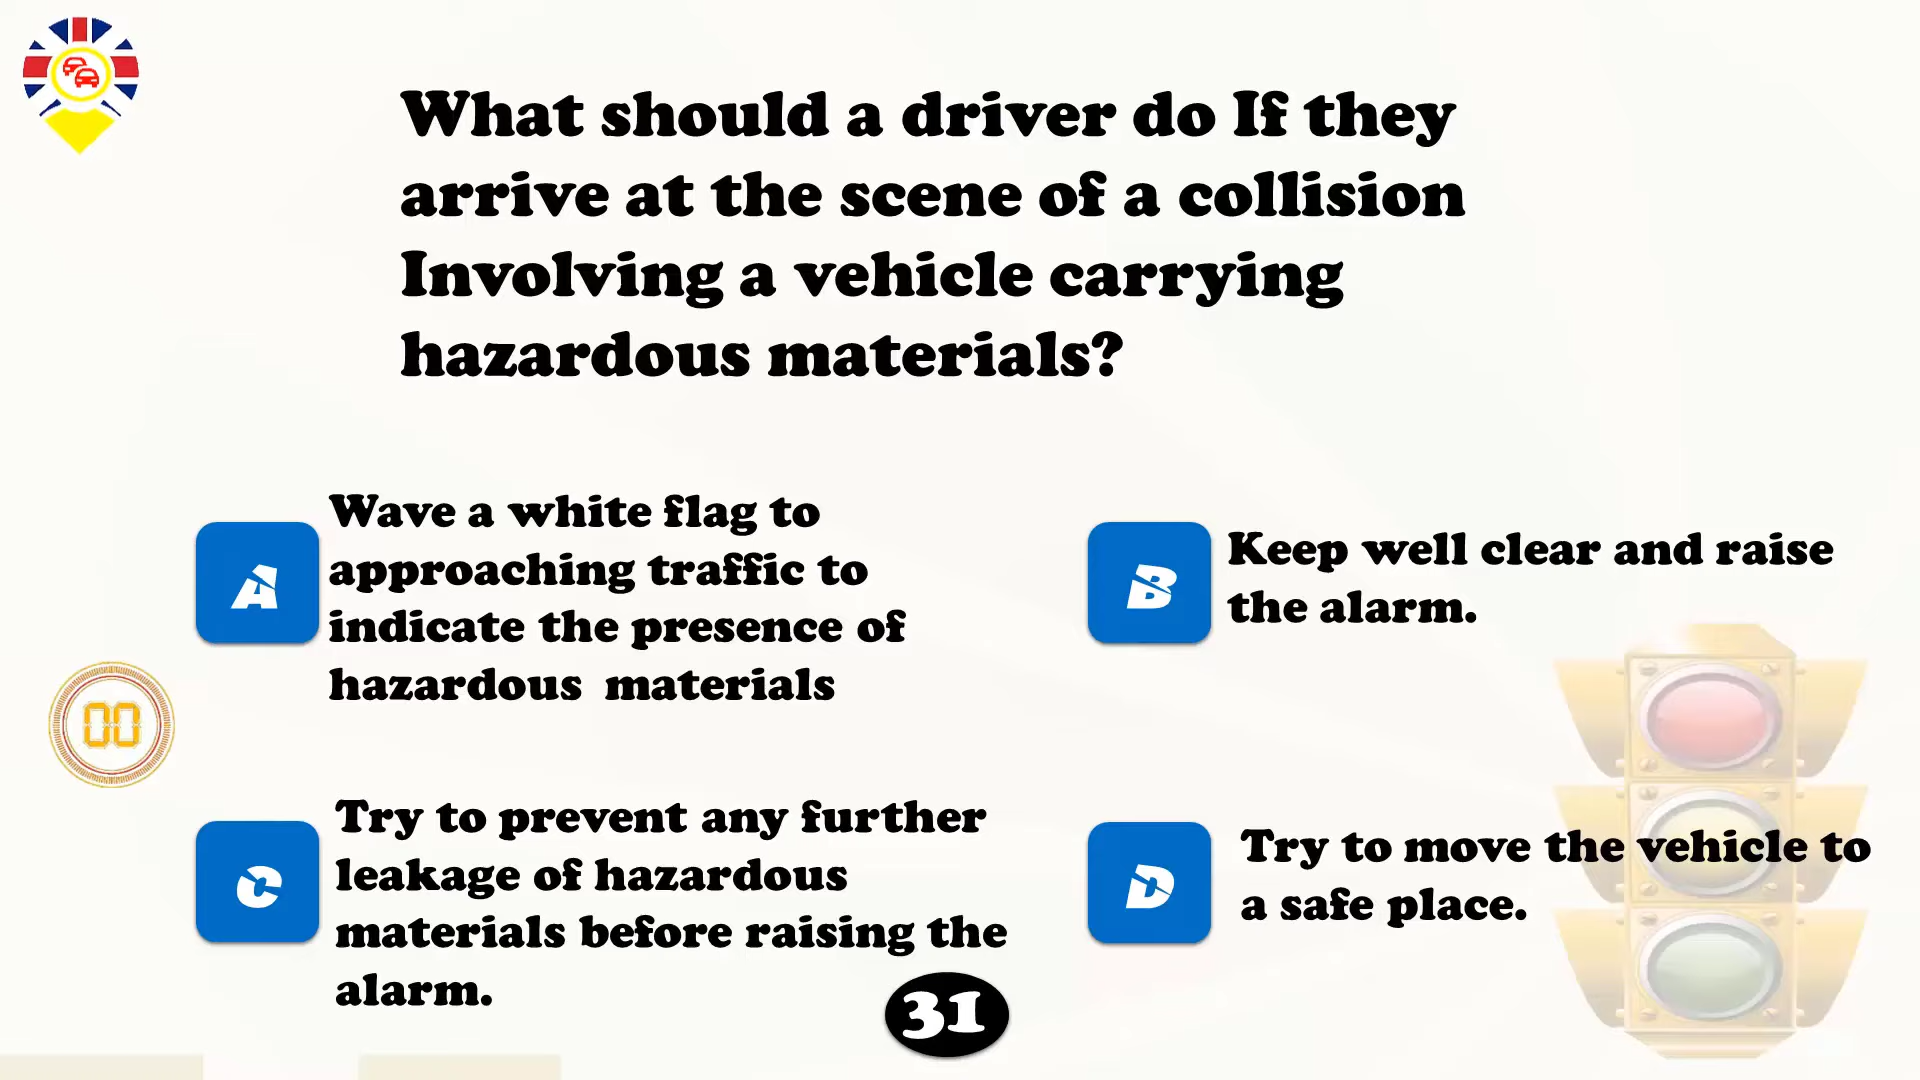 What should a driver do If they
arrive at the scene of a collision
Involving a vehicle carrying
hazardous materials?
A
Wave a white flag to
approaching traffic to
indicate the presence of
hazardous materials
B
Keep well clear and raise
the alarm.
00
C
Try to prevent any further
leakage of hazardous
materials before raising the
alarm.
D
Try to move the vehicle to
a safe place.
31